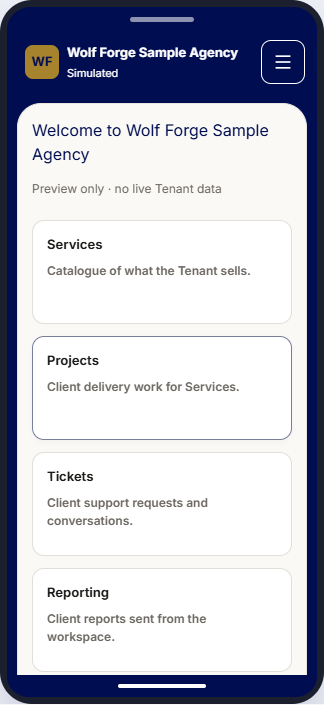 WF
Wolf Forge Sample Agency
Simulated
Welcome to Wolf Forge Sample
Agency
Preview only · no live Tenant data
Services
Catalogue of what the Tenant sells.
Projects
Client delivery work for Services.
Tickets
Client support requests and
conversations.
Reporting
Client reports sent from the
workspace.